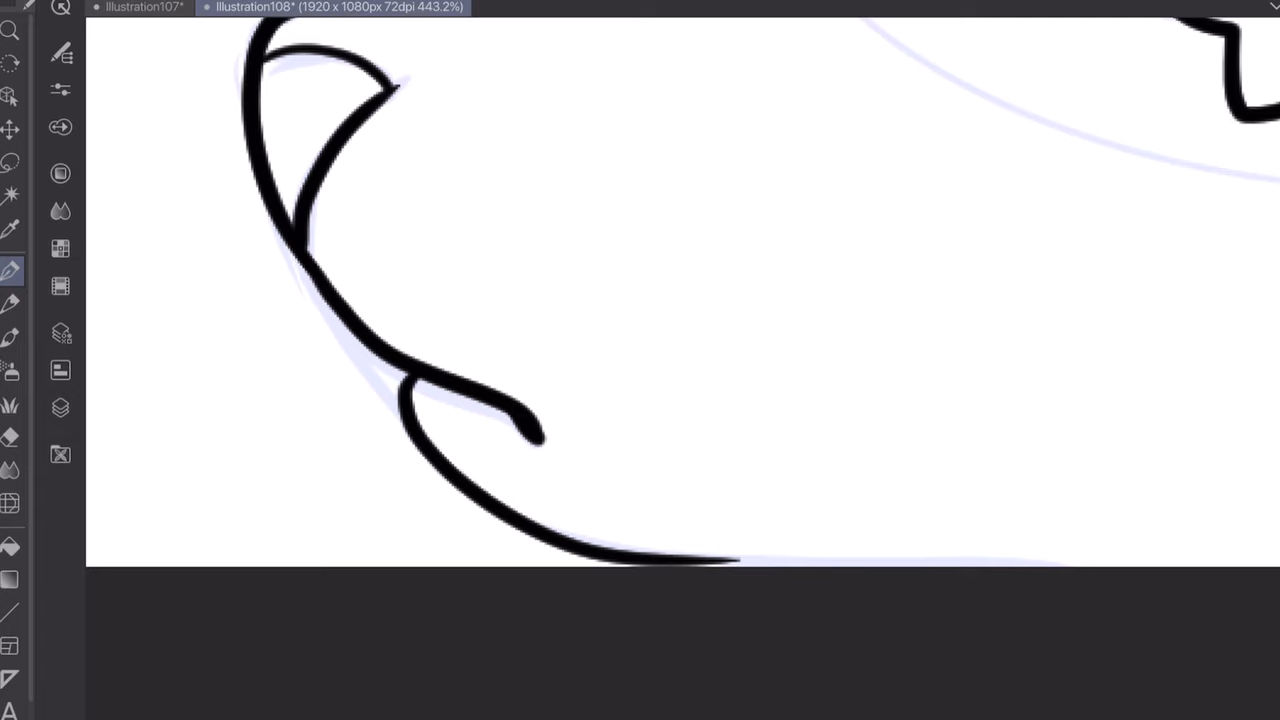 Illustration107*
Illustration108* (1920 x 1080px 72dpi 443.2%)